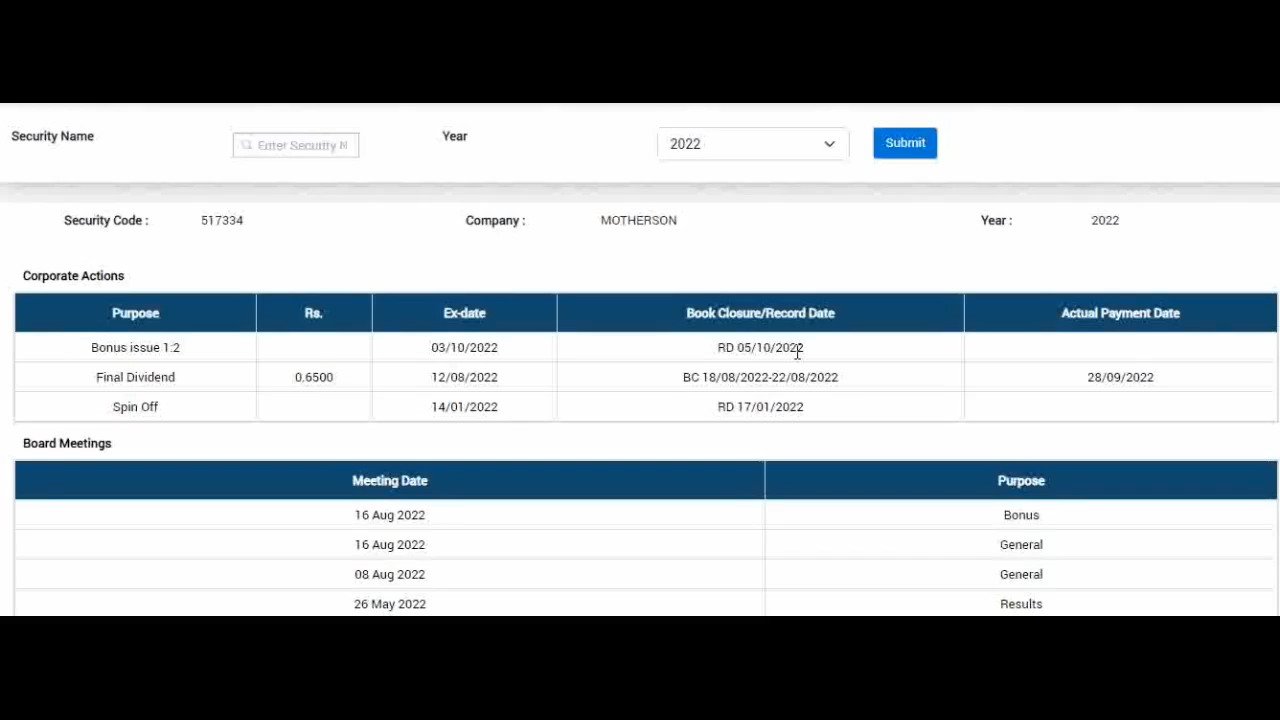 Security Name Enter Security N Year 2022 Submit
Security Code : 517334 Company : MOTHERSON Year : 2022
Corporate Actions
Purpose Rs. Ex-date Book Closure/Record Date Actual Payment Date
Bonus issue 1:2 03/10/2022 RD 05/10/2022
Final Dividend 0.6500 12/08/2022 BC 18/08/2022-22/08/2022 28/09/2022
Spin Off 14/01/2022 RD 17/01/2022
Board Meetings
Meeting Date Purpose
16 Aug 2022 Bonus
16 Aug 2022 General
08 Aug 2022 General
26 May 2022 Results